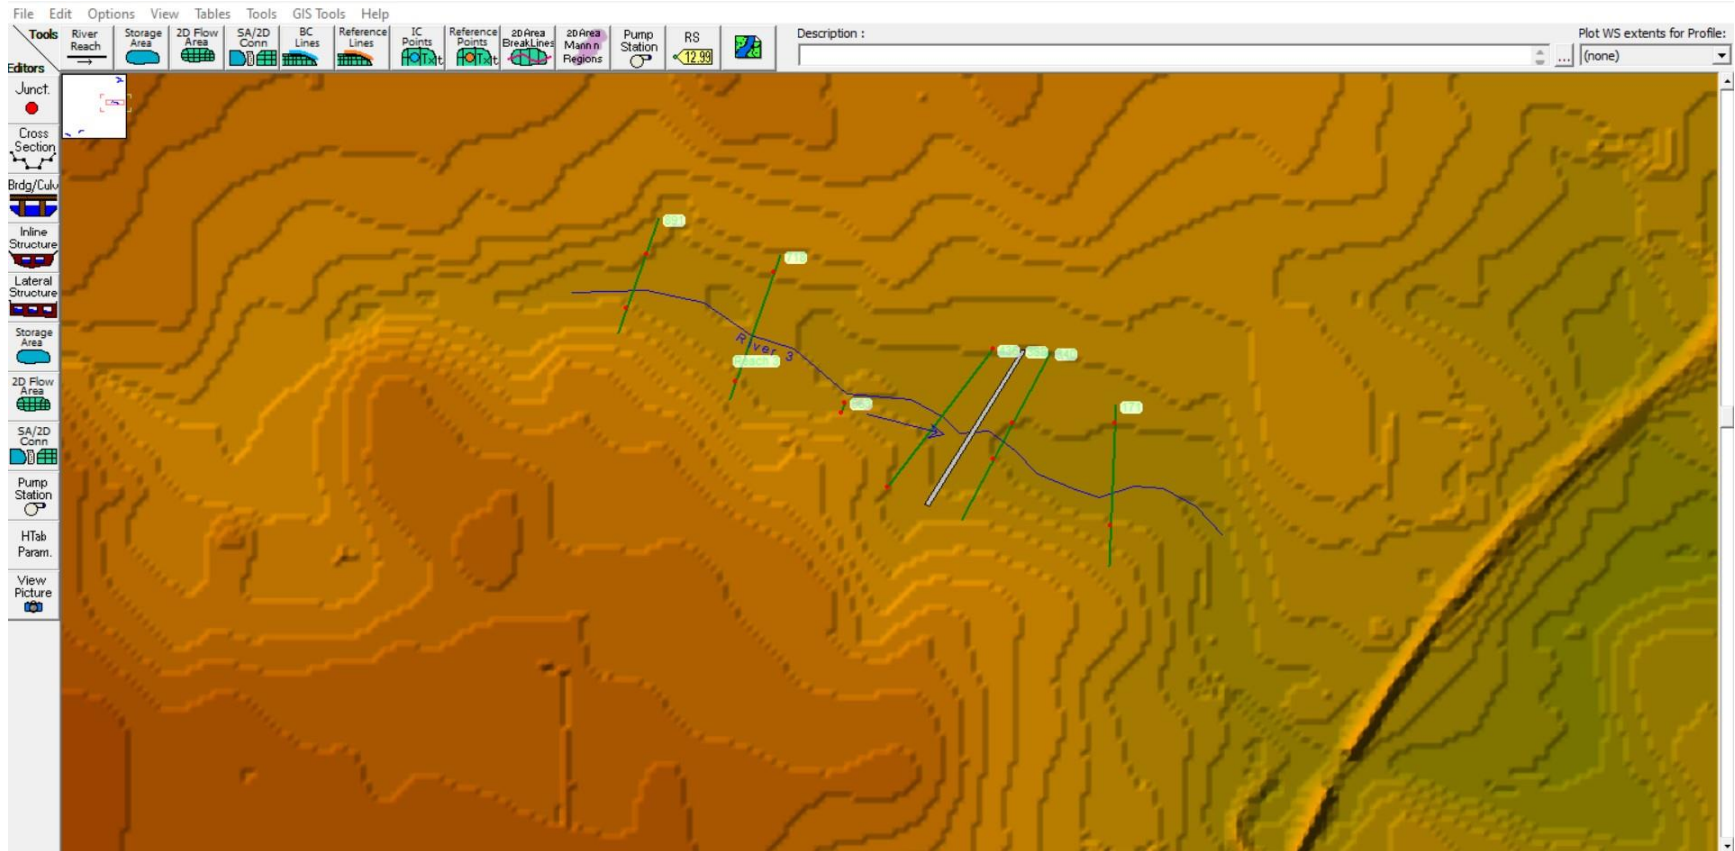 File Edit Options View Tables Tools GIS Tools Help
Tools
Editors
River Reach
Storage Area
2D Flow Area
SA/2D Conn
BC Lines
Reference Lines
IC Points
Reference Points
2D Area BreakLines
2D Area Mann n Regions
Pump Station
RS
12.99
Description :
...
Plot WS extents for Profile:
(none)
Junct.
Cross Section
Brdg/Culv
Inline Structure
Lateral Structure
Storage Area
2D Flow Area
SA/2D Conn
Pump Station
HTab Param.
View Picture
River 3